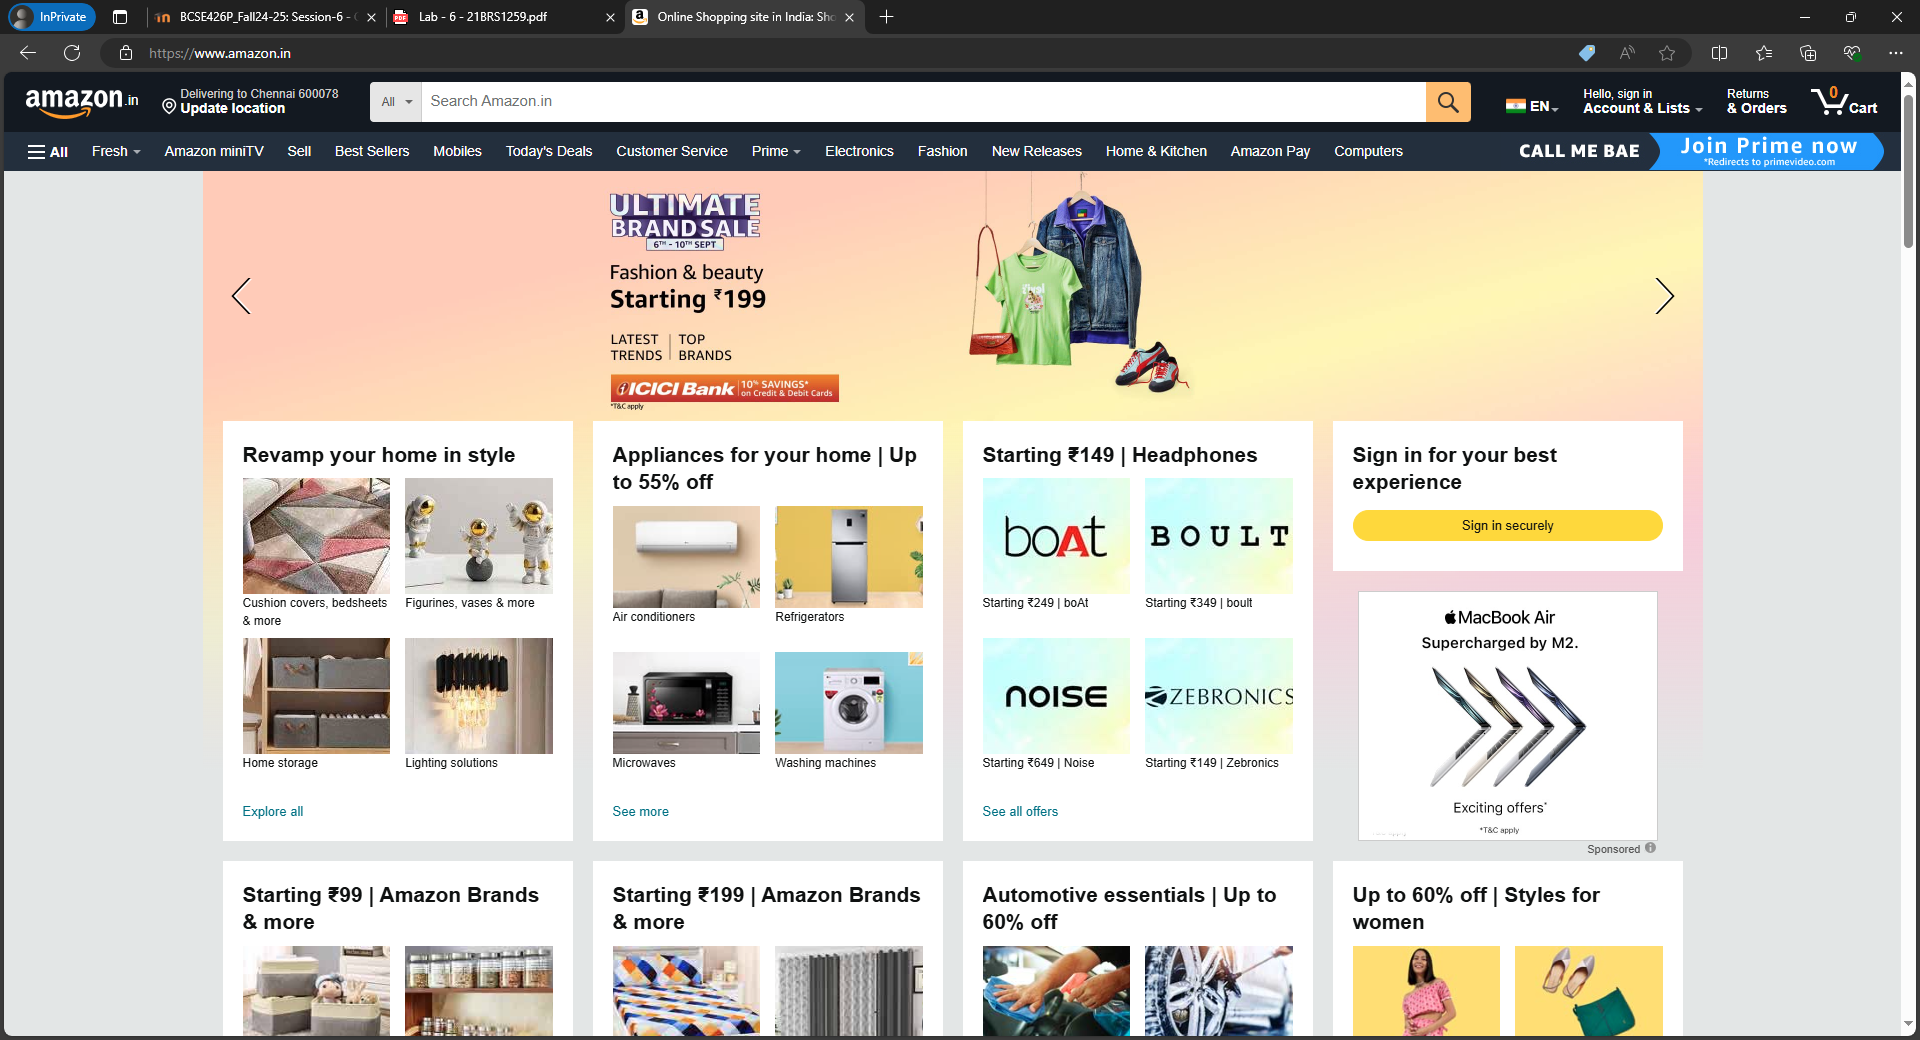 InPrivate
BCSE426P_Fall24-25: Session-6 -
Lab - 6 - 21BRS1259.pdf
Online Shopping site in India: Sho
https://www.amazon.in
amazon.in
Delivering to Chennai 600078
Update location
All
Search Amazon.in
EN
Hello, sign in
Account & Lists
Returns
& Orders
0
Cart
All
Fresh
Amazon miniTV
Sell
Best Sellers
Mobiles
Today's Deals
Customer Service
Prime
Electronics
Fashion
New Releases
Home & Kitchen
Amazon Pay
Computers
CALL ME BAE
Join Prime now
*Redirects to primevideo.com
ULTIMATE
BRAND SALE
6TH - 10TH SEPT
Fashion & beauty
Starting ₹199
LATEST TRENDS | TOP BRANDS
ICICI Bank
10% SAVINGS*
on Credit & Debit Cards
*T&C apply
Revamp your home in style
Cushion covers, bedsheets
& more
Figurines, vases & more
Home storage
Lighting solutions
Explore all
Appliances for your home | Up
to 55% off
Air conditioners
Refrigerators
Microwaves
Washing machines
See more
Starting ₹149 | Headphones
boAt
BOULT
Starting ₹249 | boAt
Starting ₹349 | boult
NOISE
ZEBRONICS
Starting ₹649 | Noise
Starting ₹149 | Zebronics
See all offers
Sign in for your best
experience
Sign in securely
MacBook Air
Supercharged by M2.
Exciting offers*
*T&C apply
Sponsored
Starting ₹99 | Amazon Brands
& more
Starting ₹199 | Amazon Brands
& more
Automotive essentials | Up to
60% off
Up to 60% off | Styles for
women